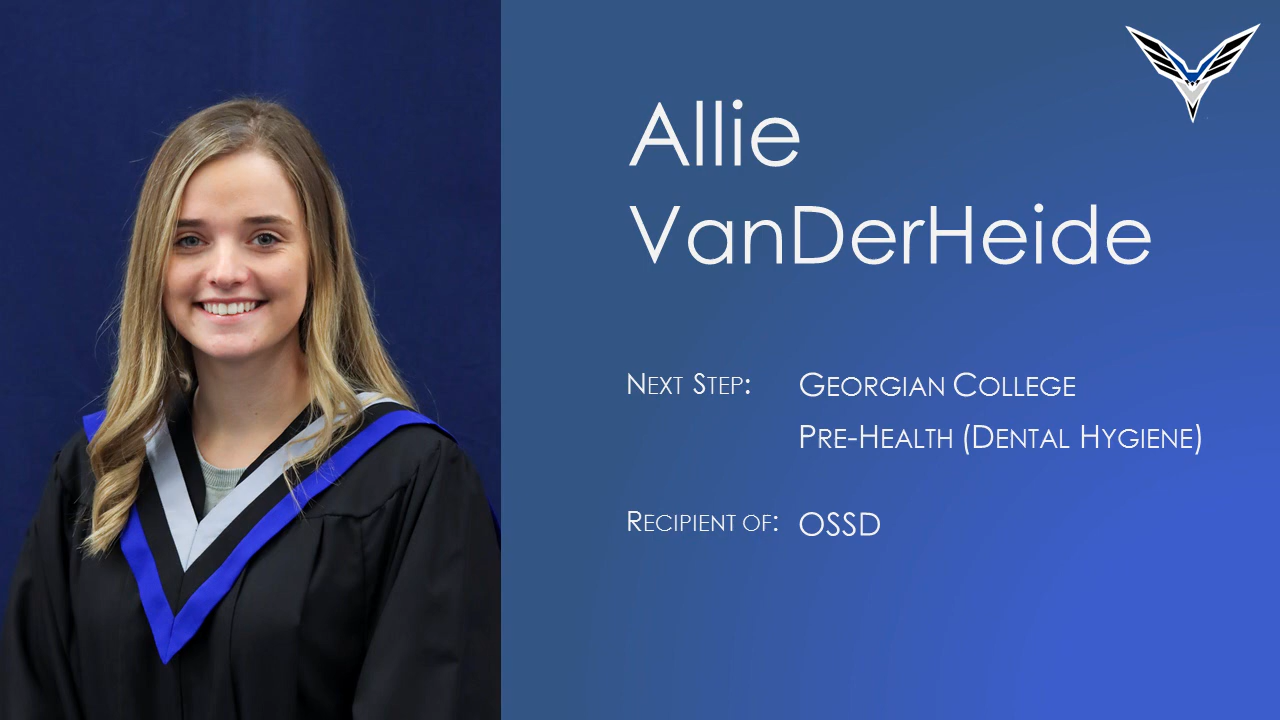 Allie
VanDerHeide
Next Step: Georgian College
Pre-Health (Dental Hygiene)
Recipient of: OSSD